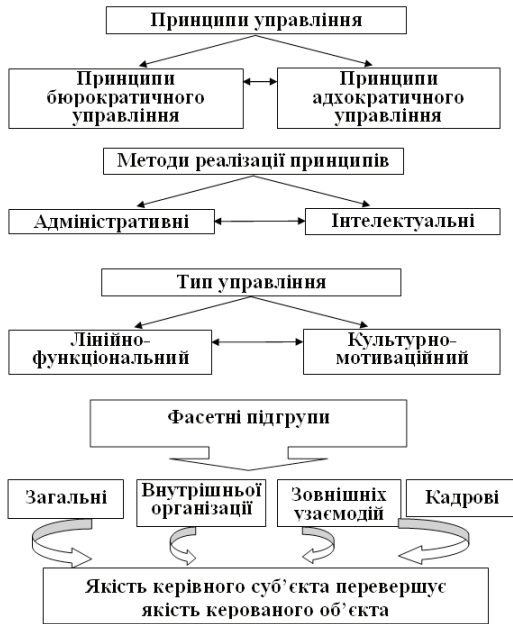 Принципи управління
Принципи
бюрократичного
управління
Принципи
адхократичного
управління
Методи реалізації принципів
Адміністративні
Інтелектуальні
Тип управління
Лінійно-
функціональний
Культурно-
мотиваційний
Фасетні підгрупи
Загальні
Внутрішньої
організації
Зовнішніх
узаємодій
Кадрові
Якість керівного суб’єкта перевершує
якість керованого об’єкта